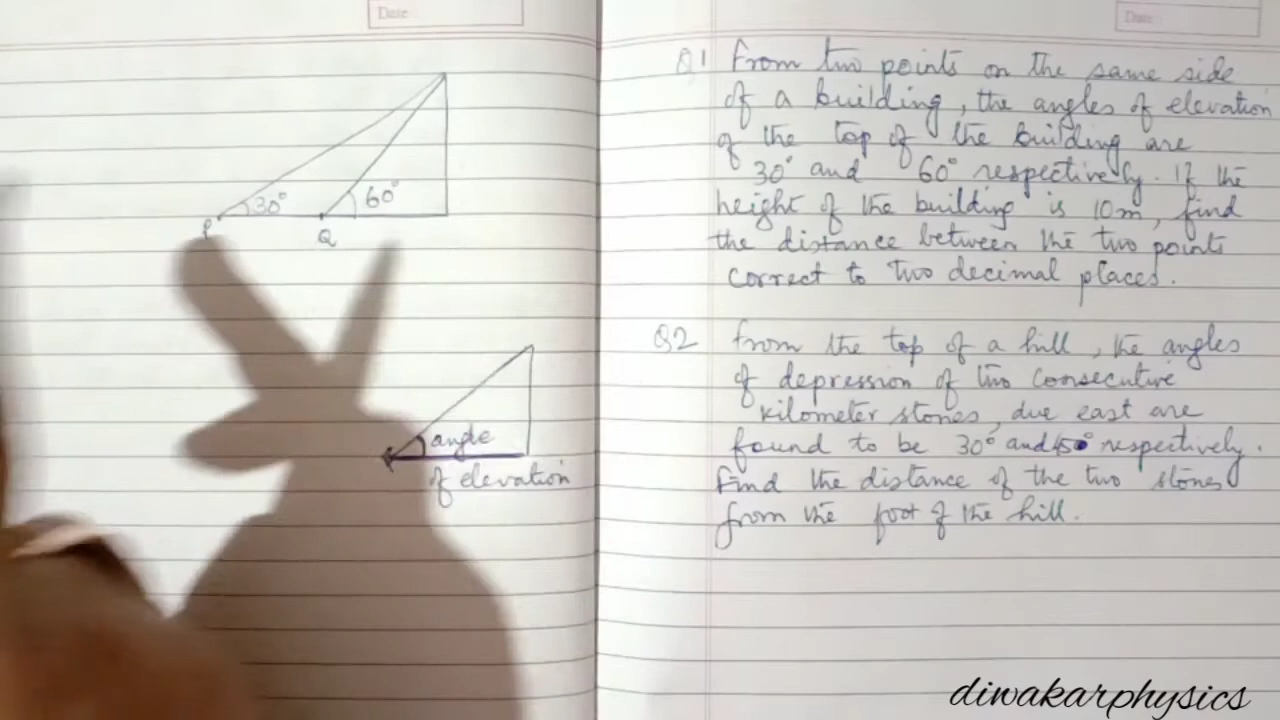 Date
Date
30°
60°
P
Q
angle
of elevation
Q1 From two points on the same side
of a building, the angles of elevation
of the top of the building are
30° and 60° respectively. If the
height of the building is 10m, find
the distance between the two points
correct to two decimal places.
Q2 From the top of a hill, the angles
of depression of two consecutive
kilometer stones, due east are
found to be 30° and 45° respectively.
Find the distance of the two stones
from the foot of the hill.
diwakarphysics